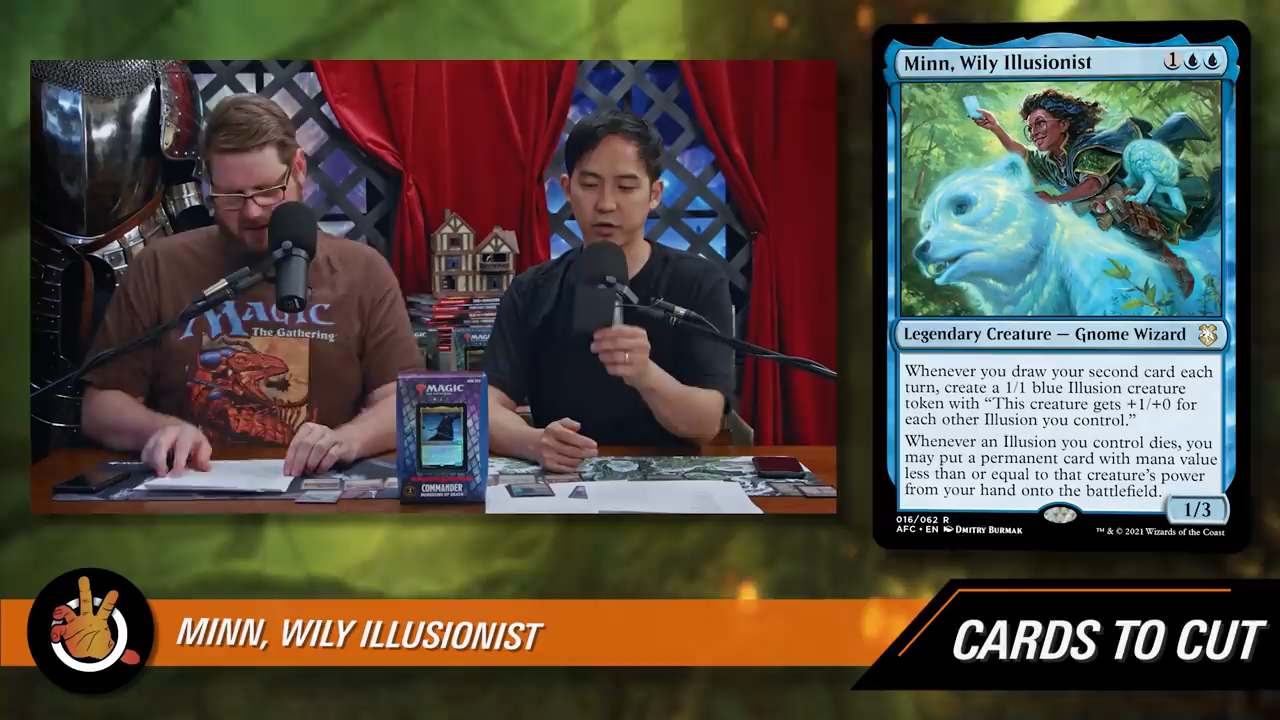 Minn, Wily Illusionist
1
Legendary Creature — Gnome Wizard
Whenever you draw your second card each
turn, create a 1/1 blue Illusion creature
token with “This creature gets +1/+0 for
each other Illusion you control.”
Whenever an Illusion you control dies, you
may put a permanent card with mana value
less than or equal to that creature's power
from your hand onto the battlefield.
1/3
016/062 R
AFC • EN Dmitry Burmak
™ & © 2021 Wizards of the Coast
MAGIC
The Gathering
MAGIC
COMMANDER
MINN, WILY ILLUSIONIST
CARDS TO CUT